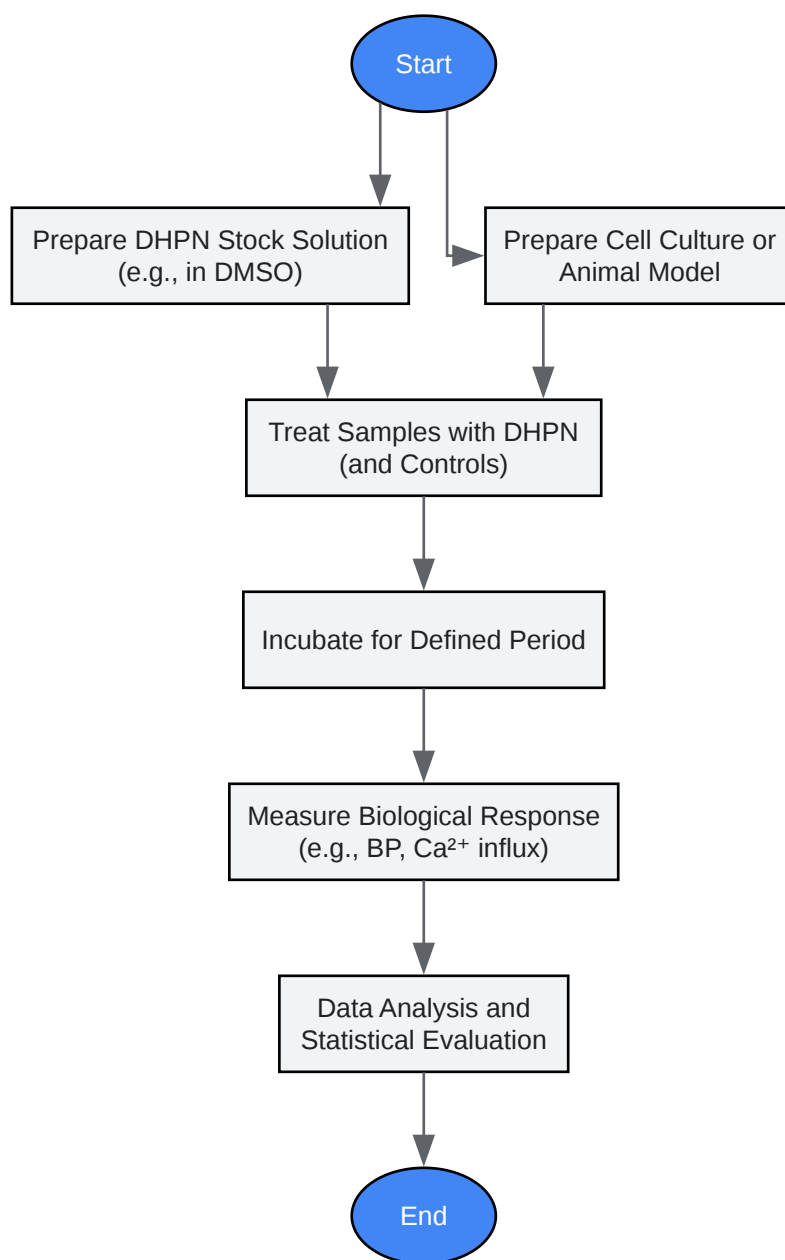 Start
Prepare DHPN Stock Solution
(e.g., in DMSO)
Prepare Cell Culture or
Animal Model
Treat Samples with DHPN
(and Controls)
Incubate for Defined Period
Measure Biological Response
(e.g., BP, Ca²⁺ influx)
Data Analysis and
Statistical Evaluation
End